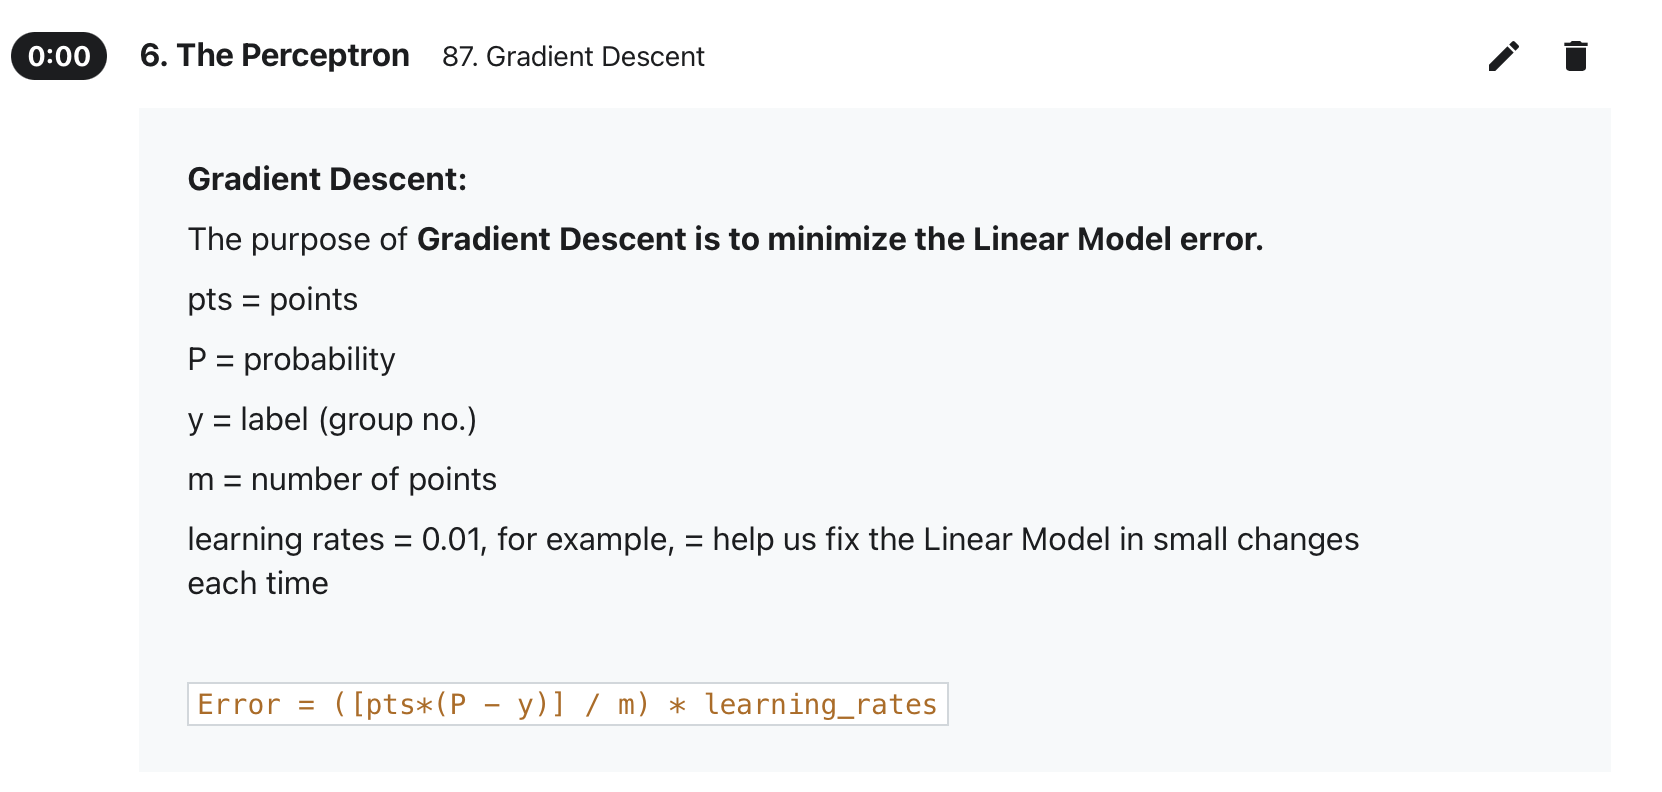 0:00 6. The Perceptron 87. Gradient Descent
Gradient Descent:
The purpose of Gradient Descent is to minimize the Linear Model error.
pts = points
P = probability
y = label (group no.)
m = number of points
learning rates = 0.01, for example, = help us fix the Linear Model in small changes
each time
Error = ([pts*(P − y)] / m) * learning_rates